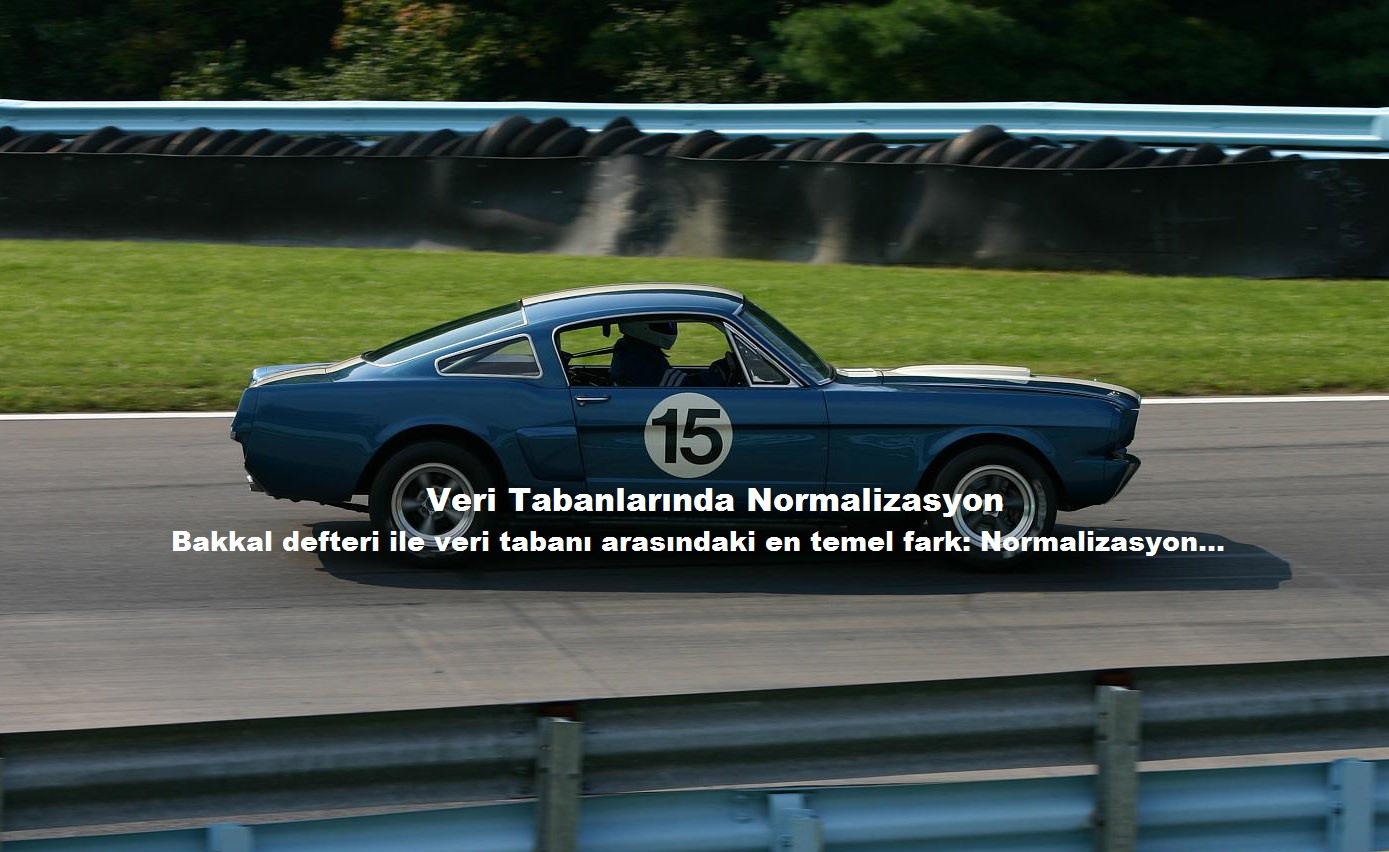 15
Veri Tabanlarında Normalizasyon
Bakkal defteri ile veri tabanı arasındaki en temel fark: Normalizasyon...